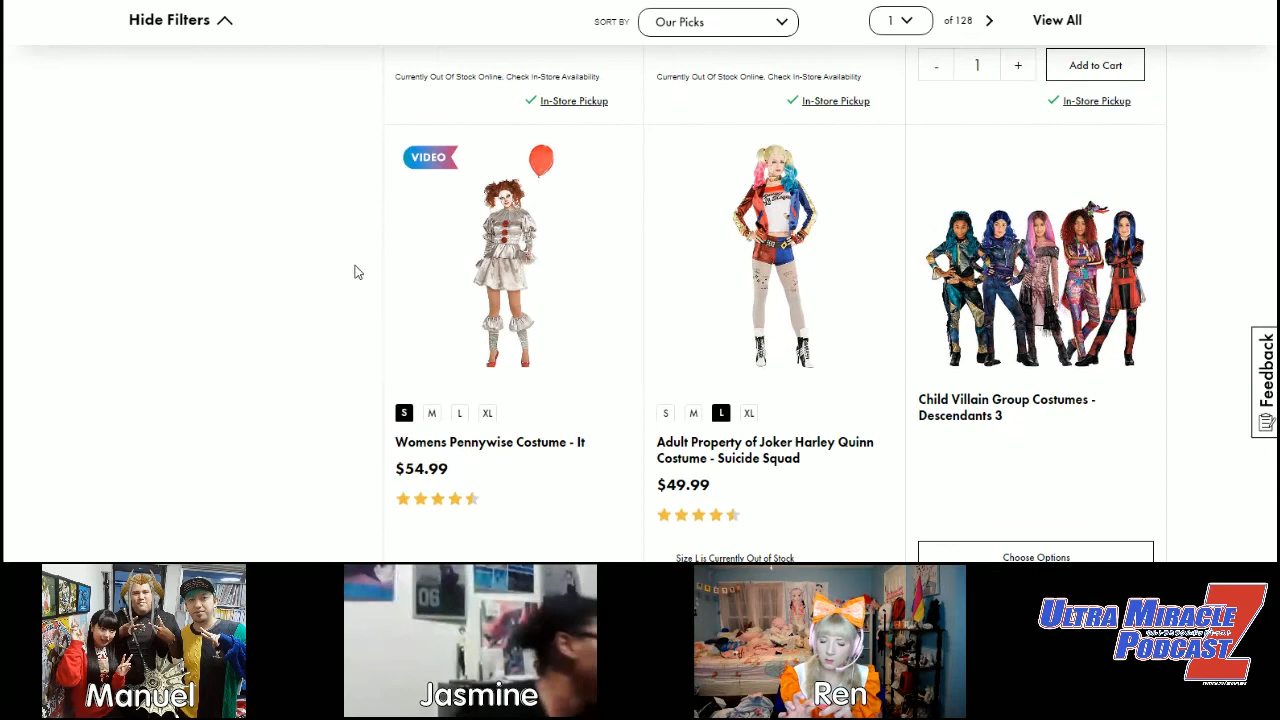 Hide Filters
SORT BY
Our Picks
1
of 128
View All
Currently Out Of Stock Online. Check In-Store Availability
Currently Out Of Stock Online. Check In-Store Availability
- 1 +
Add to Cart
In-Store Pickup
In-Store Pickup
In-Store Pickup
VIDEO
S M L XL
Womens Pennywise Costume - It
$54.99
S M L XL
Adult Property of Joker Harley Quinn
Costume - Suicide Squad
$49.99
Size L is Currently Out of Stock
Child Villain Group Costumes -
Descendants 3
Choose Options
Feedback
06
Manuel
Jasmine
Ren
ULTRA MIRACLE
PODCAST
Z